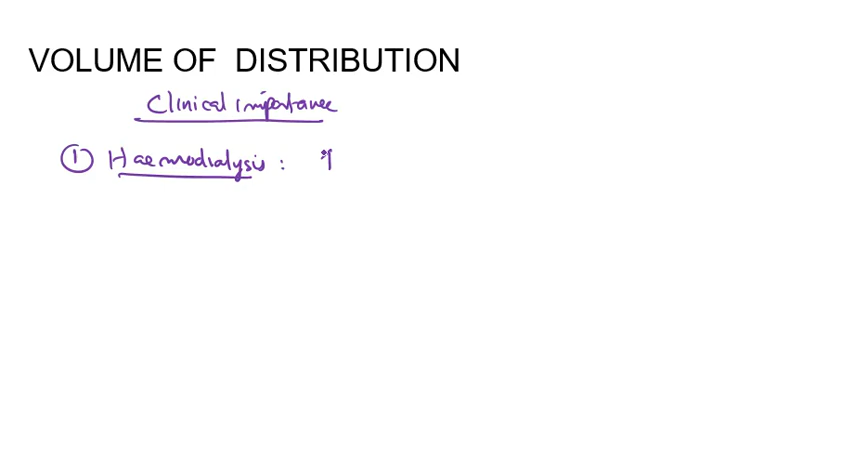 VOLUME OF DISTRIBUTION
Clinical importance
① Haemodialysis :